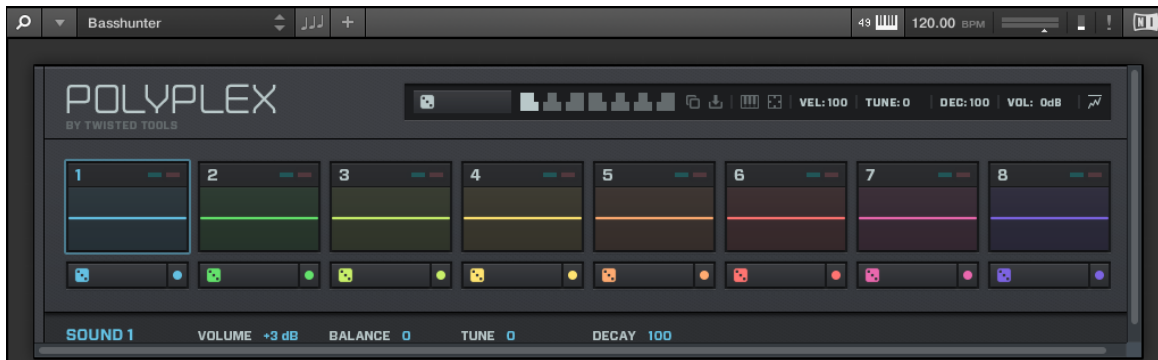 Basshunter 49 120.00 BPM ! NI
POLYPLEX
BY TWISTED TOOLS
VEL: 100 TUNE: 0 DEC: 100 VOL: 0dB
1 2 3 4 5 6 7 8
SOUND 1 VOLUME +3 dB BALANCE 0 TUNE 0 DECAY 100